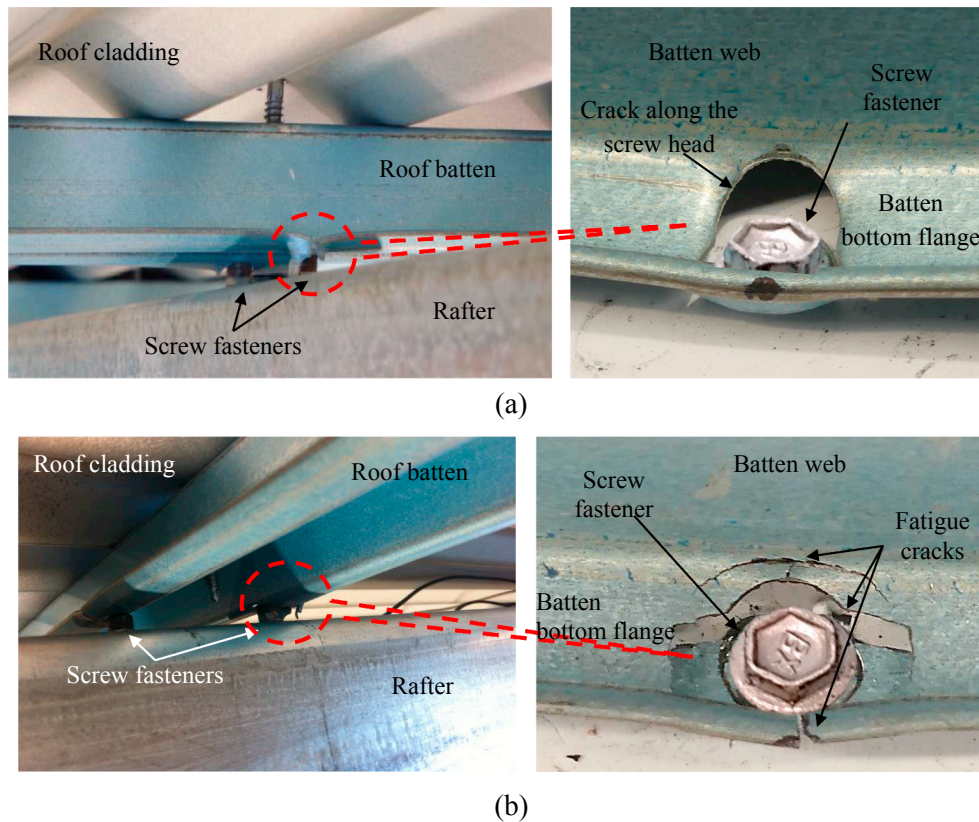 Roof cladding
Roof batten
Screw fasteners
Rafter
Batten web
Screw
fastener
Crack along the
screw head
Batten
bottom flange
(a)
Roof cladding
Roof batten
Screw fasteners
Rafter
Batten web
Screw
fastener
Fatigue
cracks
Batten
bottom flange
BX
(b)